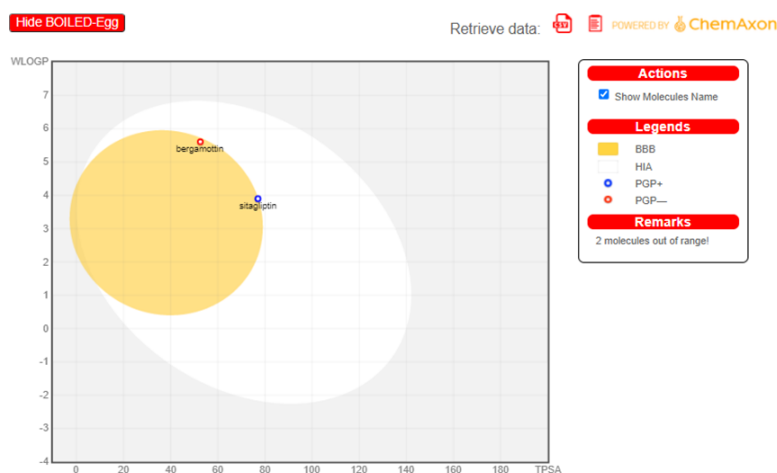 Hide BOILED-Egg
Retrieve data: CSV POWERED BY ChemAxon
WLOGP
7
6
5
4
3
2
1
0
-1
-2
-3
-4
bergamottin
sitagliptin
0 20 40 60 80 100 120 140 160 180 TPSA
Actions
Show Molecules Name
Legends
BBB
HIA
PGP+
PGP—
Remarks
2 molecules out of range!